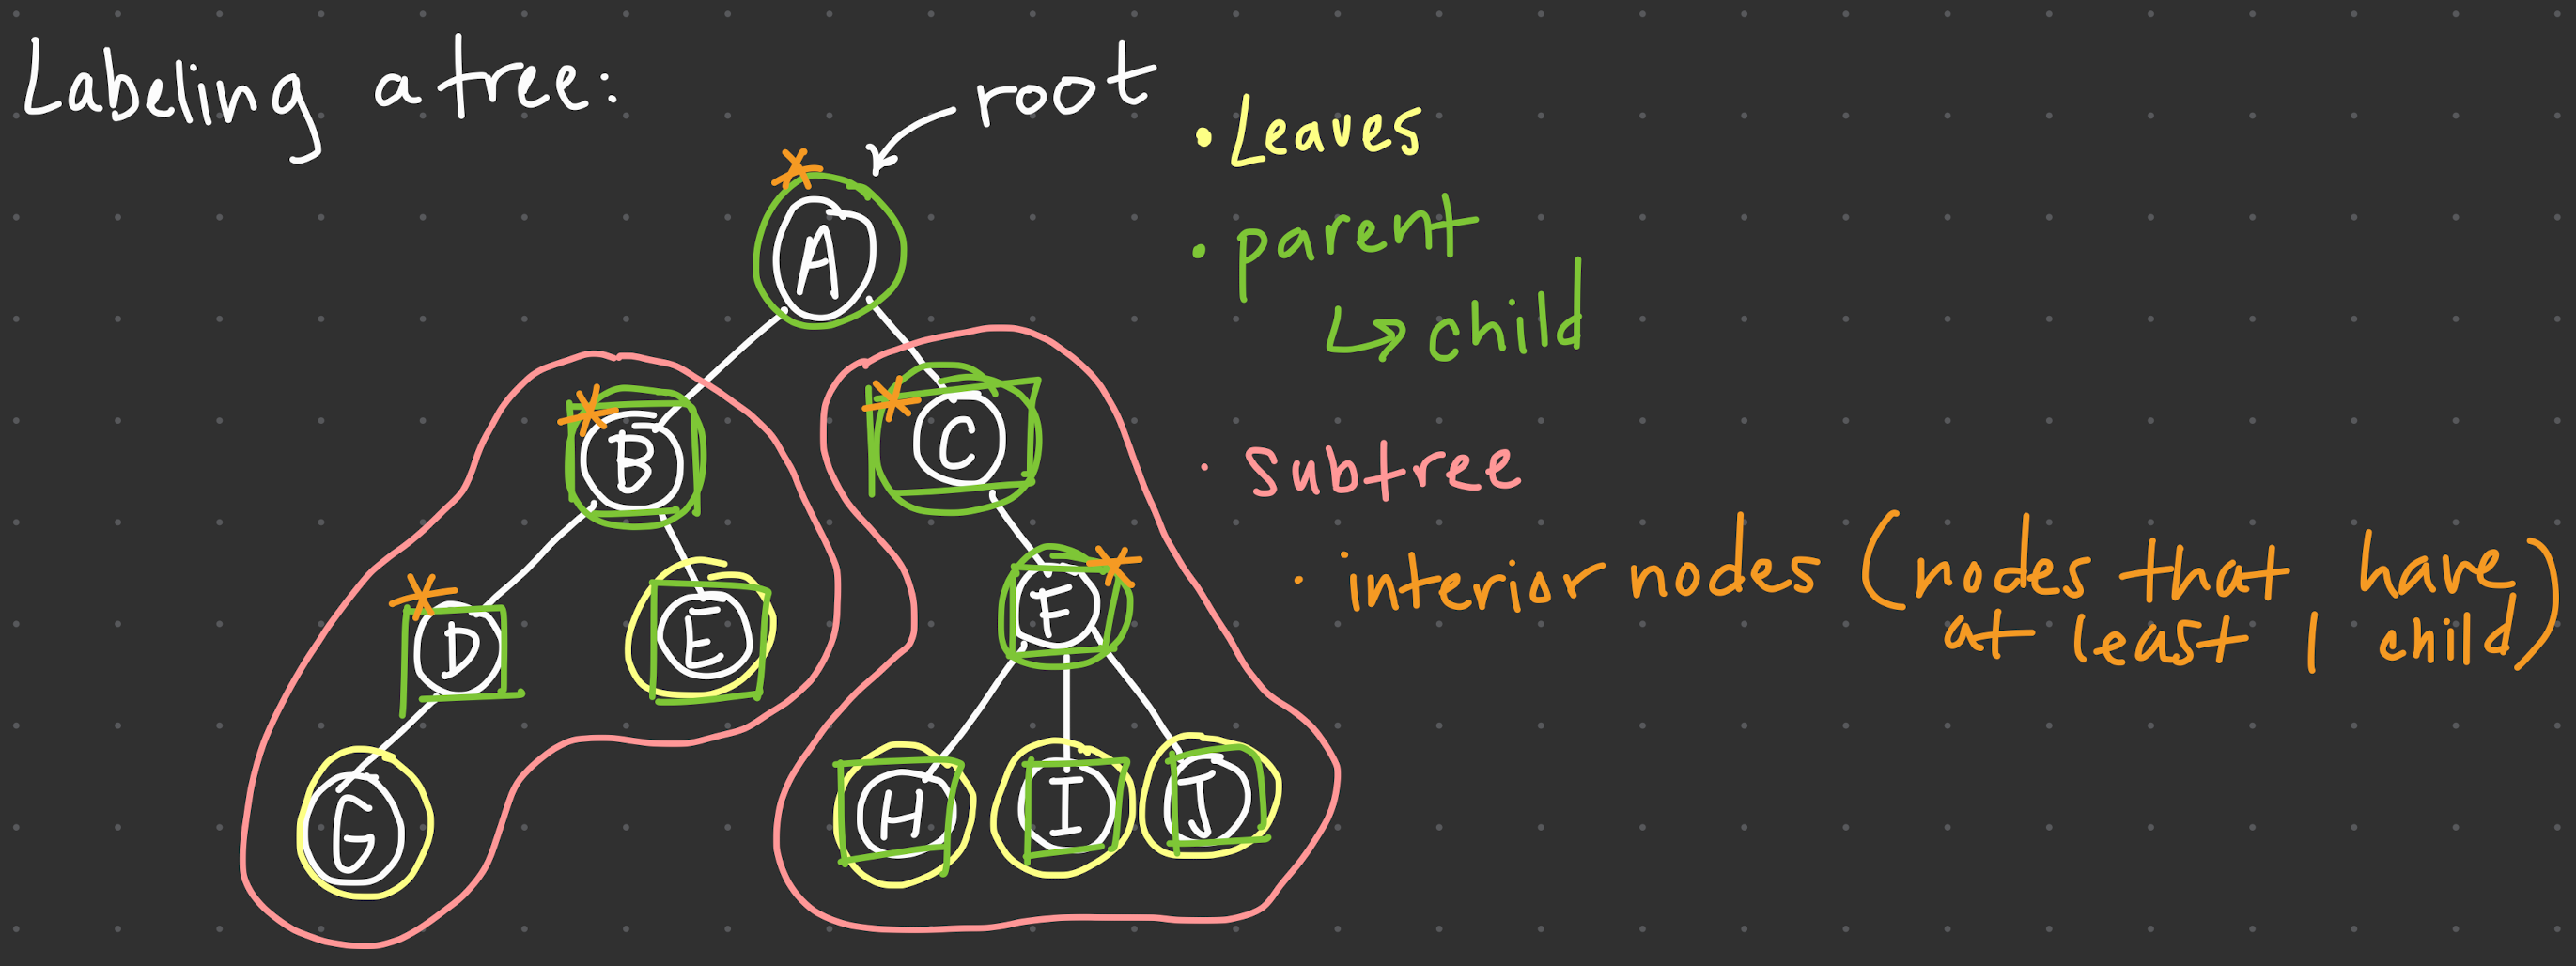 Labeling a tree:
root
• Leaves
• parent
↳ child
• subtree
• interior nodes (nodes that have
at least 1 child)
A
B
C
D
E
F
G
H
I
J